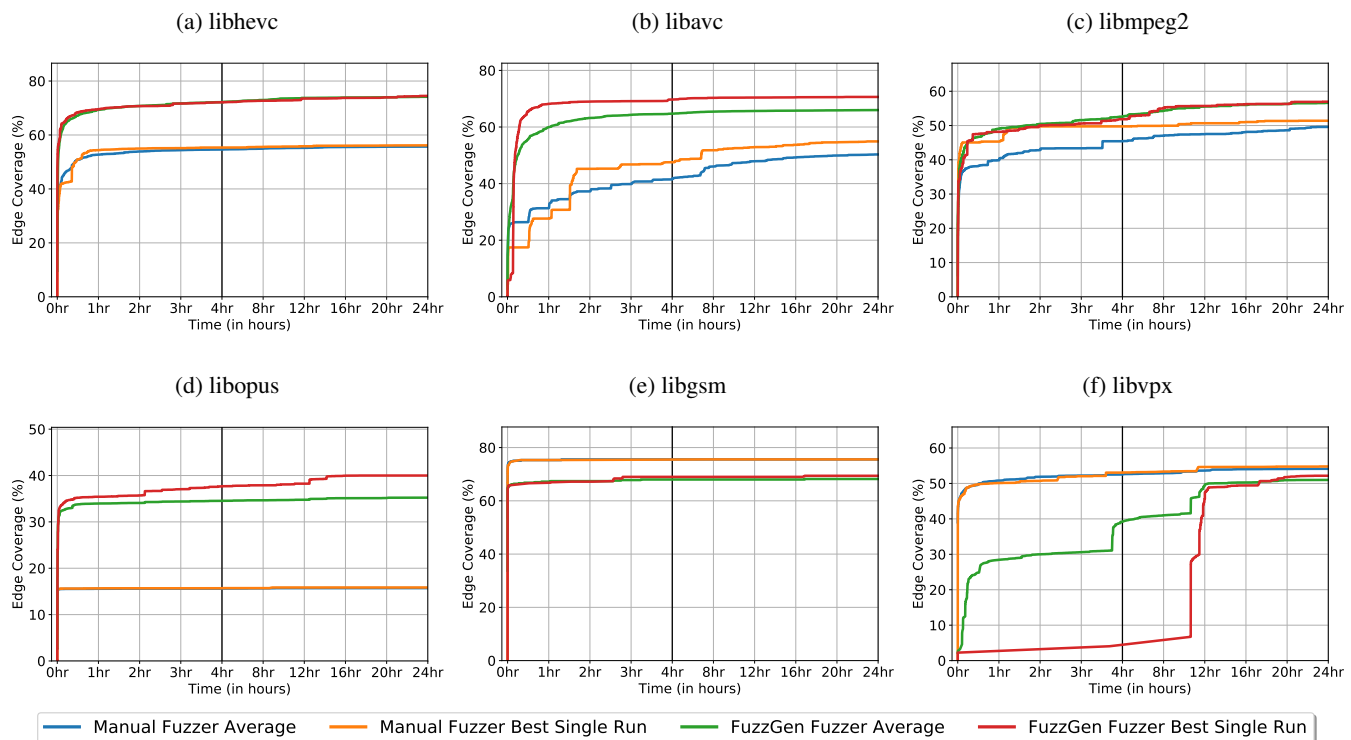 (a) libhevc
Edge Coverage (%)
80
60
40
20
0
0hr 1hr 2hr 3hr 4hr 8hr 12hr 16hr 20hr 24hr
Time (in hours)
(b) libavc
Edge Coverage (%)
80
60
40
20
0
0hr 1hr 2hr 3hr 4hr 8hr 12hr 16hr 20hr 24hr
Time (in hours)
(c) libmpeg2
Edge Coverage (%)
60
50
40
30
20
10
0
0hr 1hr 2hr 3hr 4hr 8hr 12hr 16hr 20hr 24hr
Time (in hours)
(d) libopus
Edge Coverage (%)
50
40
30
20
10
0
0hr 1hr 2hr 3hr 4hr 8hr 12hr 16hr 20hr 24hr
Time (in hours)
(e) libgsm
Edge Coverage (%)
80
60
40
20
0
0hr 1hr 2hr 3hr 4hr 8hr 12hr 16hr 20hr 24hr
Time (in hours)
(f) libvpx
Edge Coverage (%)
60
50
40
30
20
10
0
0hr 1hr 2hr 3hr 4hr 8hr 12hr 16hr 20hr 24hr
Time (in hours)
Manual Fuzzer Average Manual Fuzzer Best Single Run FuzzGen Fuzzer Average FuzzGen Fuzzer Best Single Run